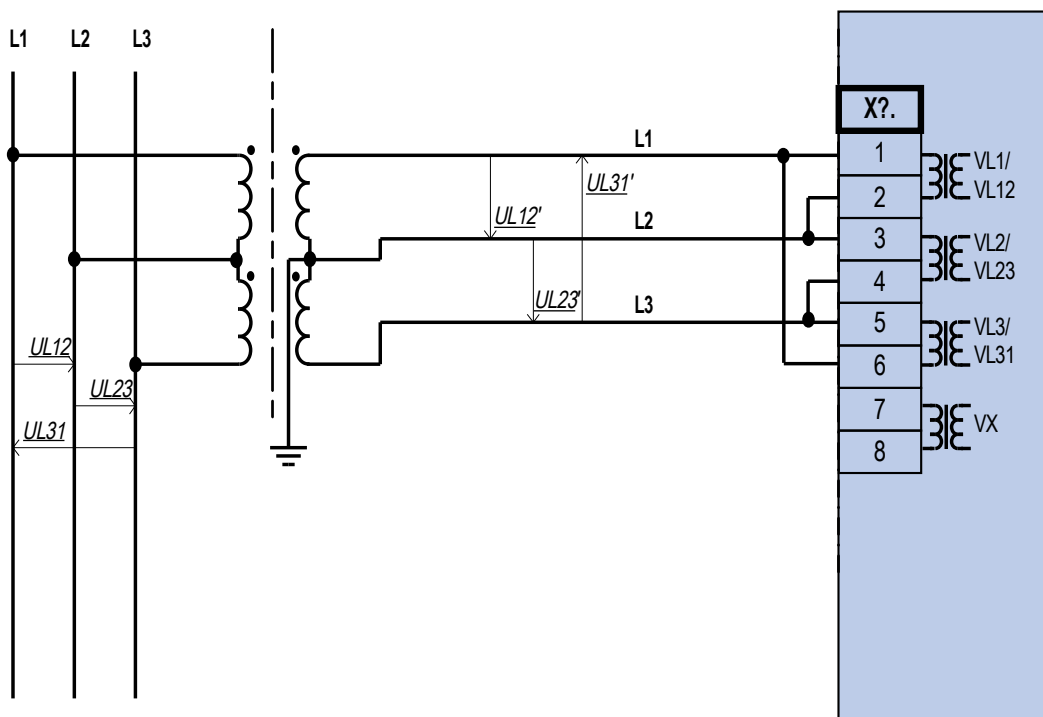 L1 L2 L3
X?.
L1
1
VL1/
VL12
UL31'
2
UL12'
L2
3
VL2/
VL23
4
UL23'
L3
5
VL3/
VL31
UL12
6
UL23
7
VX
UL31
8